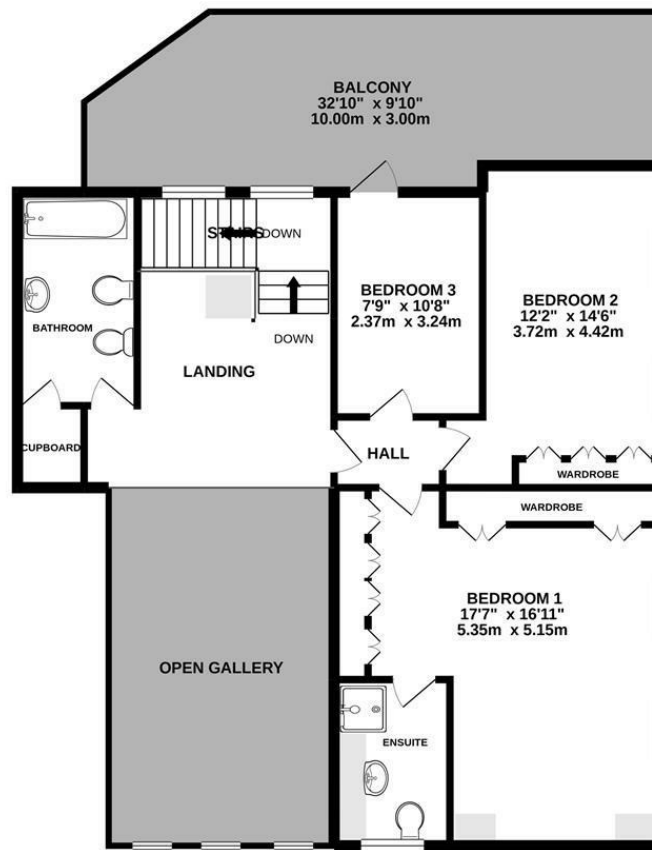 BALCONY
32'10" x 9'10"
10.00m x 3.00m
STAIRS
DOWN
BEDROOM 3
7'9" x 10'8"
2.37m x 3.24m
BEDROOM 2
12'2" x 14'6"
3.72m x 4.42m
BATHROOM
DOWN
LANDING
CUPBOARD
HALL
WARDROBE
WARDROBE
BEDROOM 1
17'7" x 16'11"
5.35m x 5.15m
OPEN GALLERY
ENSUITE